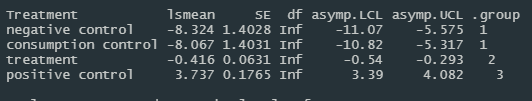 Treatment lsmean SE df asymp.LCL asymp.UCL .group
negative control -8.324 1.4028 Inf -11.07 -5.575 1
consumption control -8.067 1.4031 Inf -10.82 -5.317 1
treatment -0.416 0.0631 Inf -0.54 -0.293 2
positive control 3.737 0.1765 Inf 3.39 4.082 3